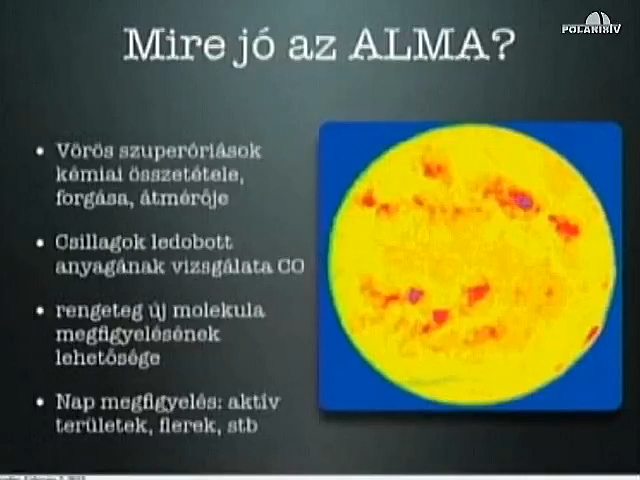 Mire jó az ALMA?
POLARIXTV
• Vörös szuperóriások
kémiai összetétele,
forgása, átmérője
• Csillagok ledobott
anyagának vizsgálata CO
• rengeteg új molekula
megfigyelésének
lehetősége
• Nap megfigyelés: aktív
területek, flerek, stb